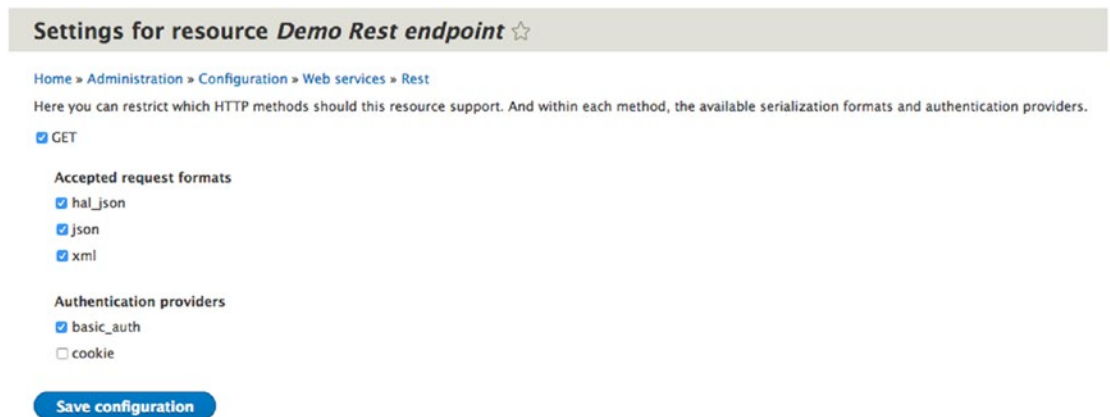 Settings for resource Demo Rest endpoint
Home » Administration » Configuration » Web services » Rest
Here you can restrict which HTTP methods should this resource support. And within each method, the available serialization formats and authentication providers.
GET
Accepted request formats
hal_json
json
xml
Authentication providers
basic_auth
cookie
Save configuration